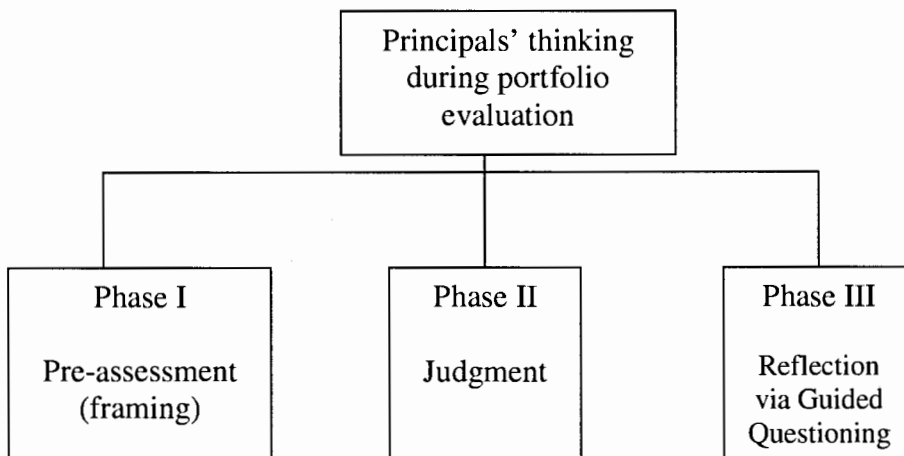 Principals' thinking
during portfolio
evaluation
Phase I
Pre-assessment
(framing)
Phase II
Judgment
Phase III
Reflection
via Guided
Questioning